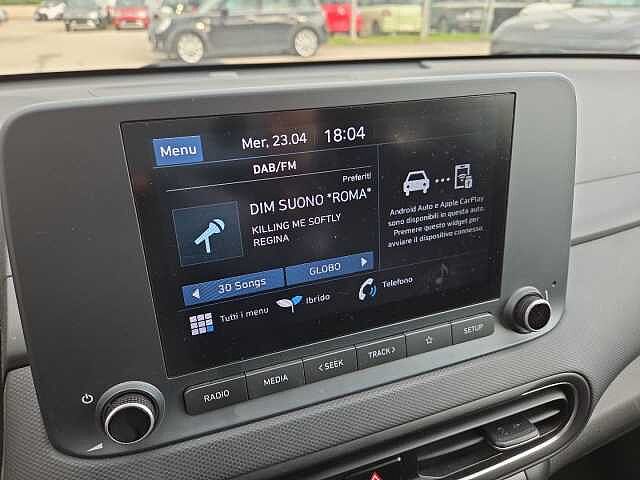 Menu
Mer, 23.04
18:04
DAB/FM
Preferiti
DIM SUONO *ROMA*
KILLING ME SOFTLY
REGINA
3D Songs
GLOBO
Tutti i menu
Ibrido
Telefono
Android Auto e Apple CarPlay
sono disponibili in questa auto.
Premere questo widget per
avviare il dispositivo connesso.
RADIO
MEDIA
< SEEK
TRACK >
SETUP